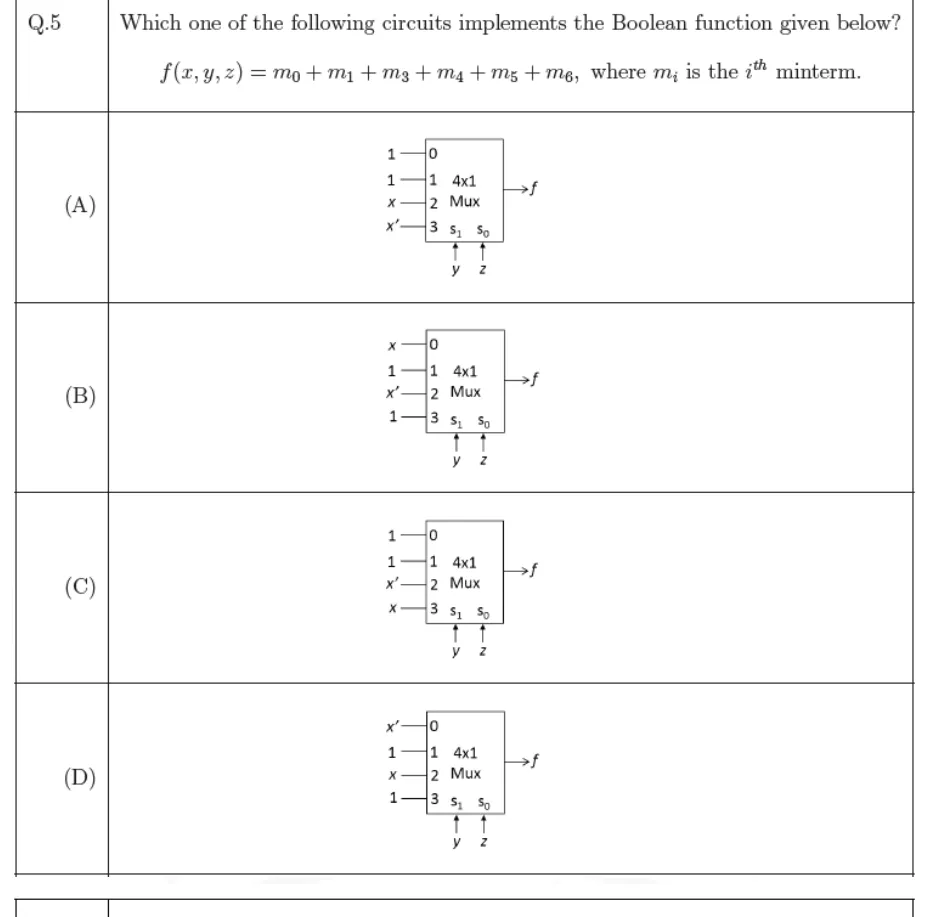 Q.5 Which one of the following circuits implements the Boolean function given below?
f(x, y, z) = m₀ + m₁ + m₃ + m₄ + m₅ + m₆, where mᵢ is the iᵗʰ minterm.
(A)
1 0
1 1 4x1
x 2 Mux
x′ 3 s₁ s₀
f
y z
(B)
x 0
1 1 4x1
x′ 2 Mux
1 3 s₁ s₀
f
y z
(C)
1 0
1 1 4x1
x′ 2 Mux
x 3 s₁ s₀
f
y z
(D)
x′ 0
1 1 4x1
x 2 Mux
1 3 s₁ s₀
f
y z